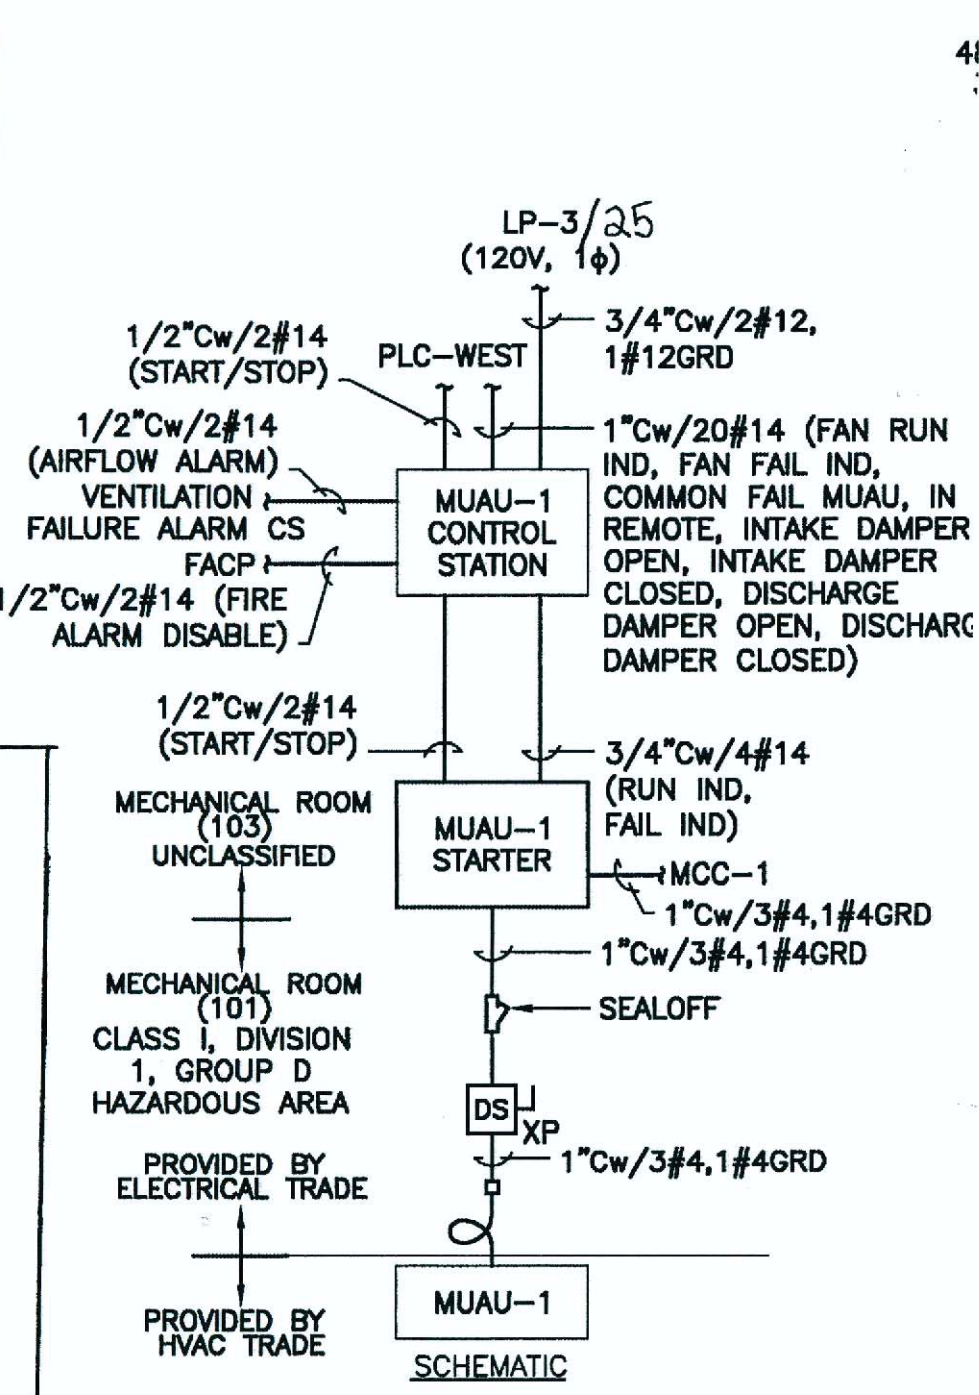 48
LP-3/25
(120V, 1ϕ)
3/4"Cw/2#12,
1#12GRD
1/2"Cw/2#14
(START/STOP)
PLC-WEST
1/2"Cw/2#14
(AIRFLOW ALARM)
VENTILATION
FAILURE ALARM CS
FACP
1/2"Cw/2#14 (FIRE
ALARM DISABLE)
MUAU-1
CONTROL
STATION
1"Cw/20#14 (FAN RUN
IND, FAN FAIL IND,
COMMON FAIL MUAU, IN
REMOTE, INTAKE DAMPER
OPEN, INTAKE DAMPER
CLOSED, DISCHARGE
DAMPER OPEN, DISCHARG
DAMPER CLOSED)
1/2"Cw/2#14
(START/STOP)
3/4"Cw/4#14
(RUN IND,
FAIL IND)
MECHANICAL ROOM
(103)
UNCLASSIFIED
MUAU-1
STARTER
MCC-1
1"Cw/3#4,1#4GRD
1"Cw/3#4,1#4GRD
MECHANICAL ROOM
(101)
CLASS I, DIVISION
1, GROUP D
HAZARDOUS AREA
SEALOFF
DS
XP
1"Cw/3#4,1#4GRD
PROVIDED BY
ELECTRICAL TRADE
PROVIDED BY
HVAC TRADE
MUAU-1
SCHEMATIC